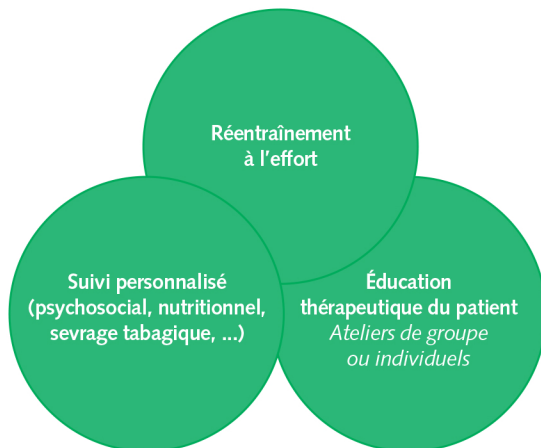 Réentraînement
à l’effort
Suivi personnalisé
(psychosocial, nutritionnel,
sevrage tabagique, ...)
Éducation
thérapeutique du patient
Ateliers de groupe
ou individuels